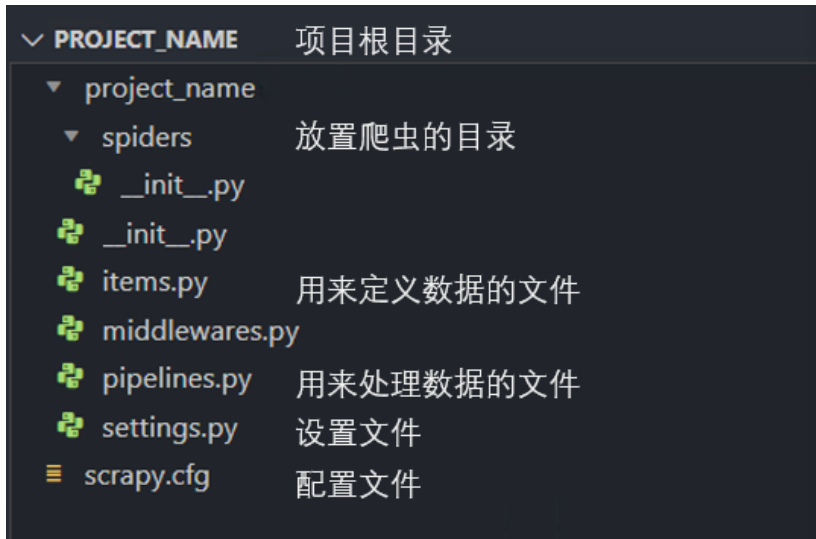 PROJECT_NAME 项目根目录
project_name
spiders 放置爬虫的目录
__init__.py
__init__.py
items.py 用来定义数据的文件
middlewares.py
pipelines.py 用来处理数据的文件
settings.py 设置文件
scrapy.cfg 配置文件